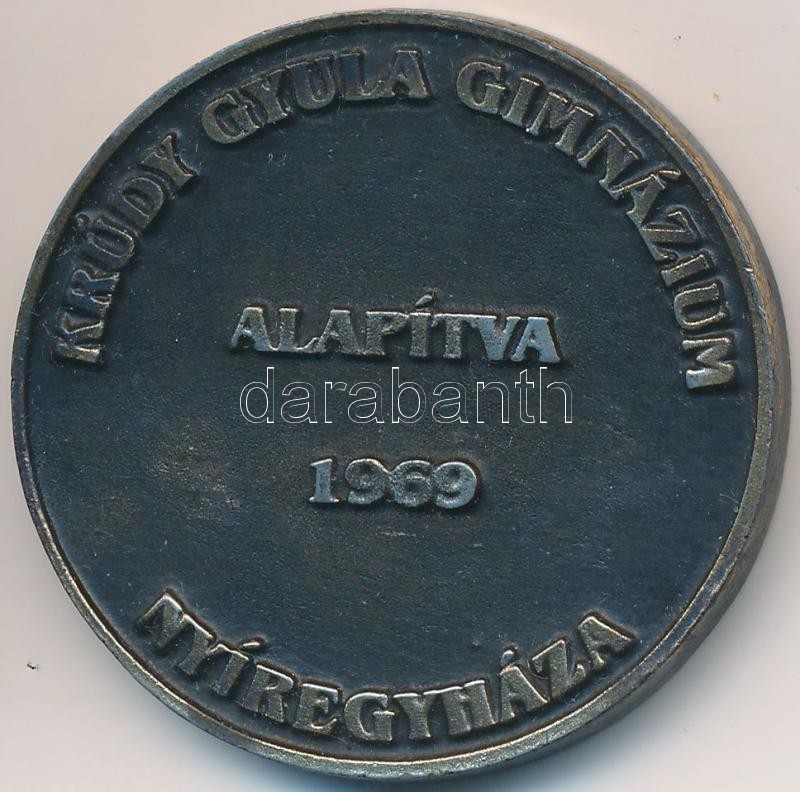 KRÚDY GYULA GIMNÁZIUM
ALAPÍTVA
darabanth
1969
NYÍREGYHÁZA